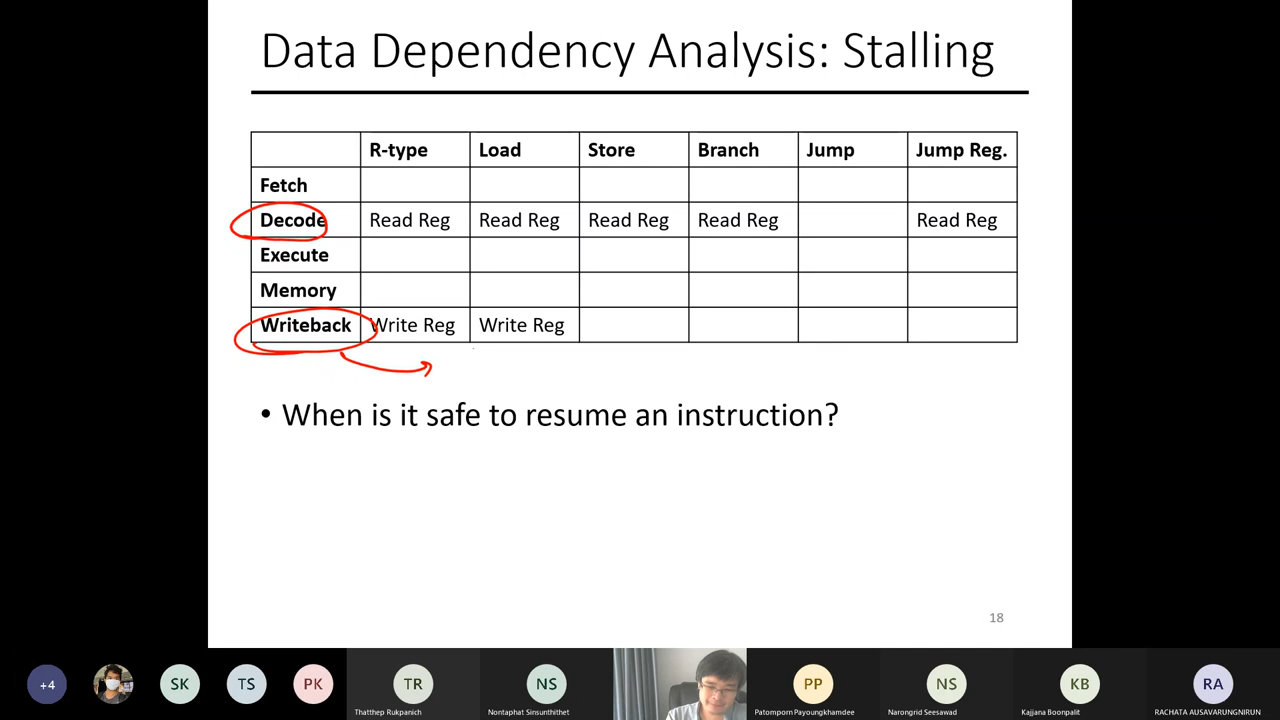 Data Dependency Analysis: Stalling
R-type Load Store Branch Jump Jump Reg.
Fetch
Decode Read Reg Read Reg Read Reg Read Reg Read Reg
Execute
Memory
Writeback Write Reg Write Reg
• When is it safe to resume an instruction?
18
+4 SK TS PK TR NS PP NS KB RA
Thatthep Rukpanich Nontaphat Sinsunthithet Patomporn Payoungkhamdee Narongrid Seesawad Kajjana Boonpalit RACHATA AUSAVARUNGNIRUN